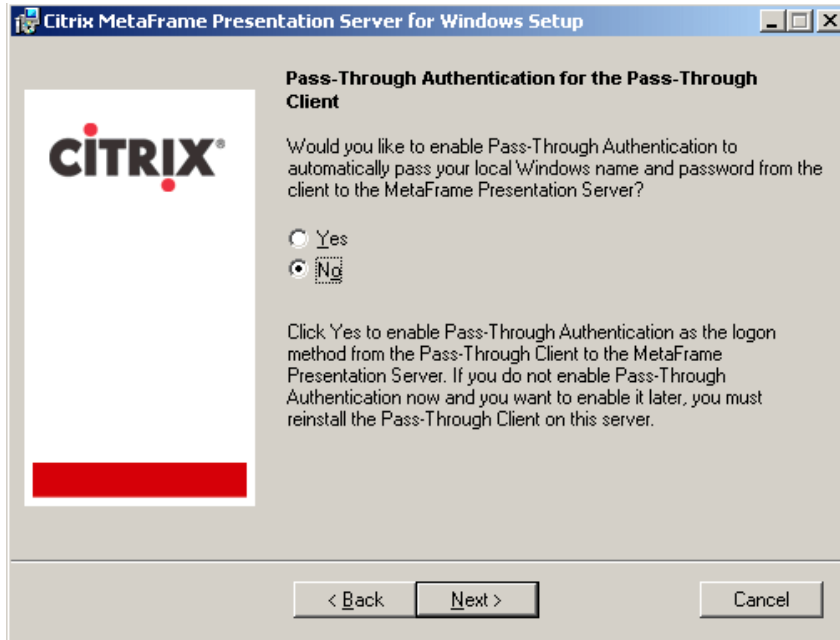 Citrix MetaFrame Presentation Server for Windows Setup
CITRIX®
Pass-Through Authentication for the Pass-Through
Client
Would you like to enable Pass-Through Authentication to
automatically pass your local Windows name and password from the
client to the MetaFrame Presentation Server?
Yes
No
Click Yes to enable Pass-Through Authentication as the logon
method from the Pass-Through Client to the MetaFrame
Presentation Server. If you do not enable Pass-Through
Authentication now and you want to enable it later, you must
reinstall the Pass-Through Client on this server.
< Back
Next >
Cancel